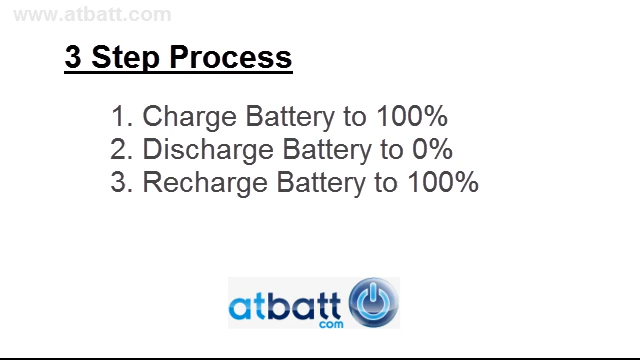 www.atbatt.com
3 Step Process
1. Charge Battery to 100%
2. Discharge Battery to 0%
3. Recharge Battery to 100%
atbatt
com